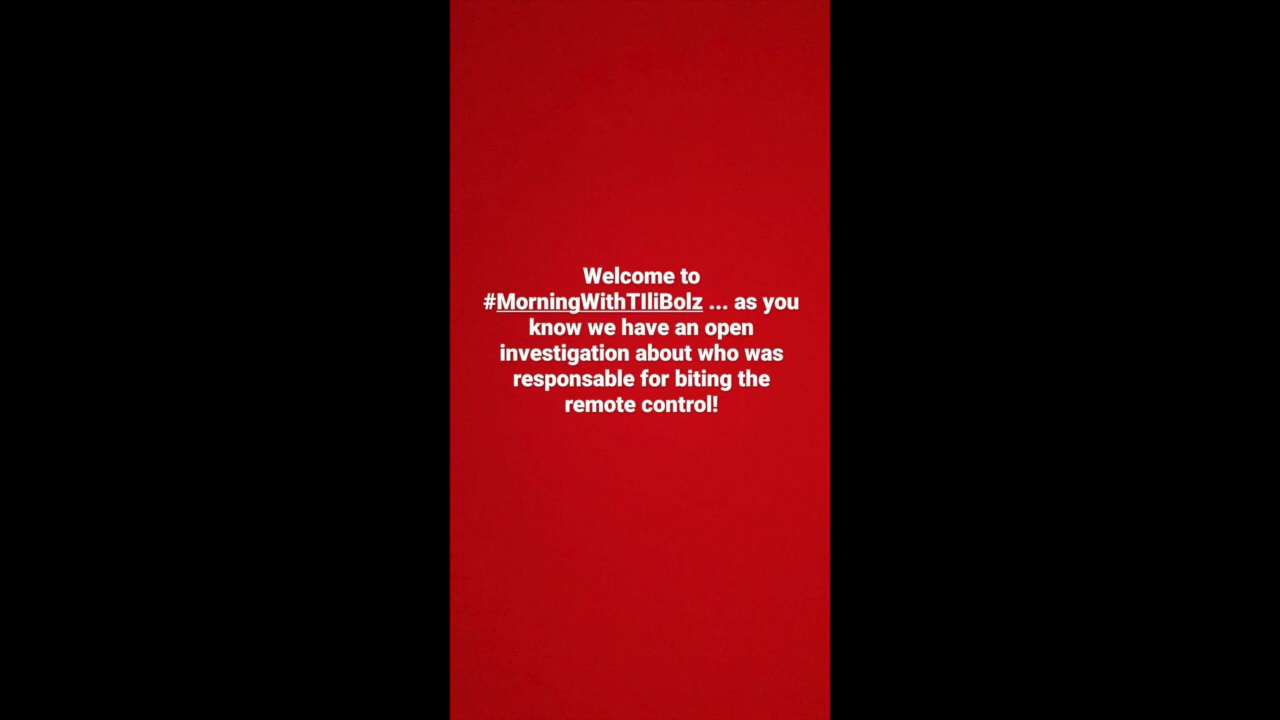 Welcome to
#MorningWithTIliBolz ... as you
know we have an open
investigation about who was
responsable for biting the
remote control!